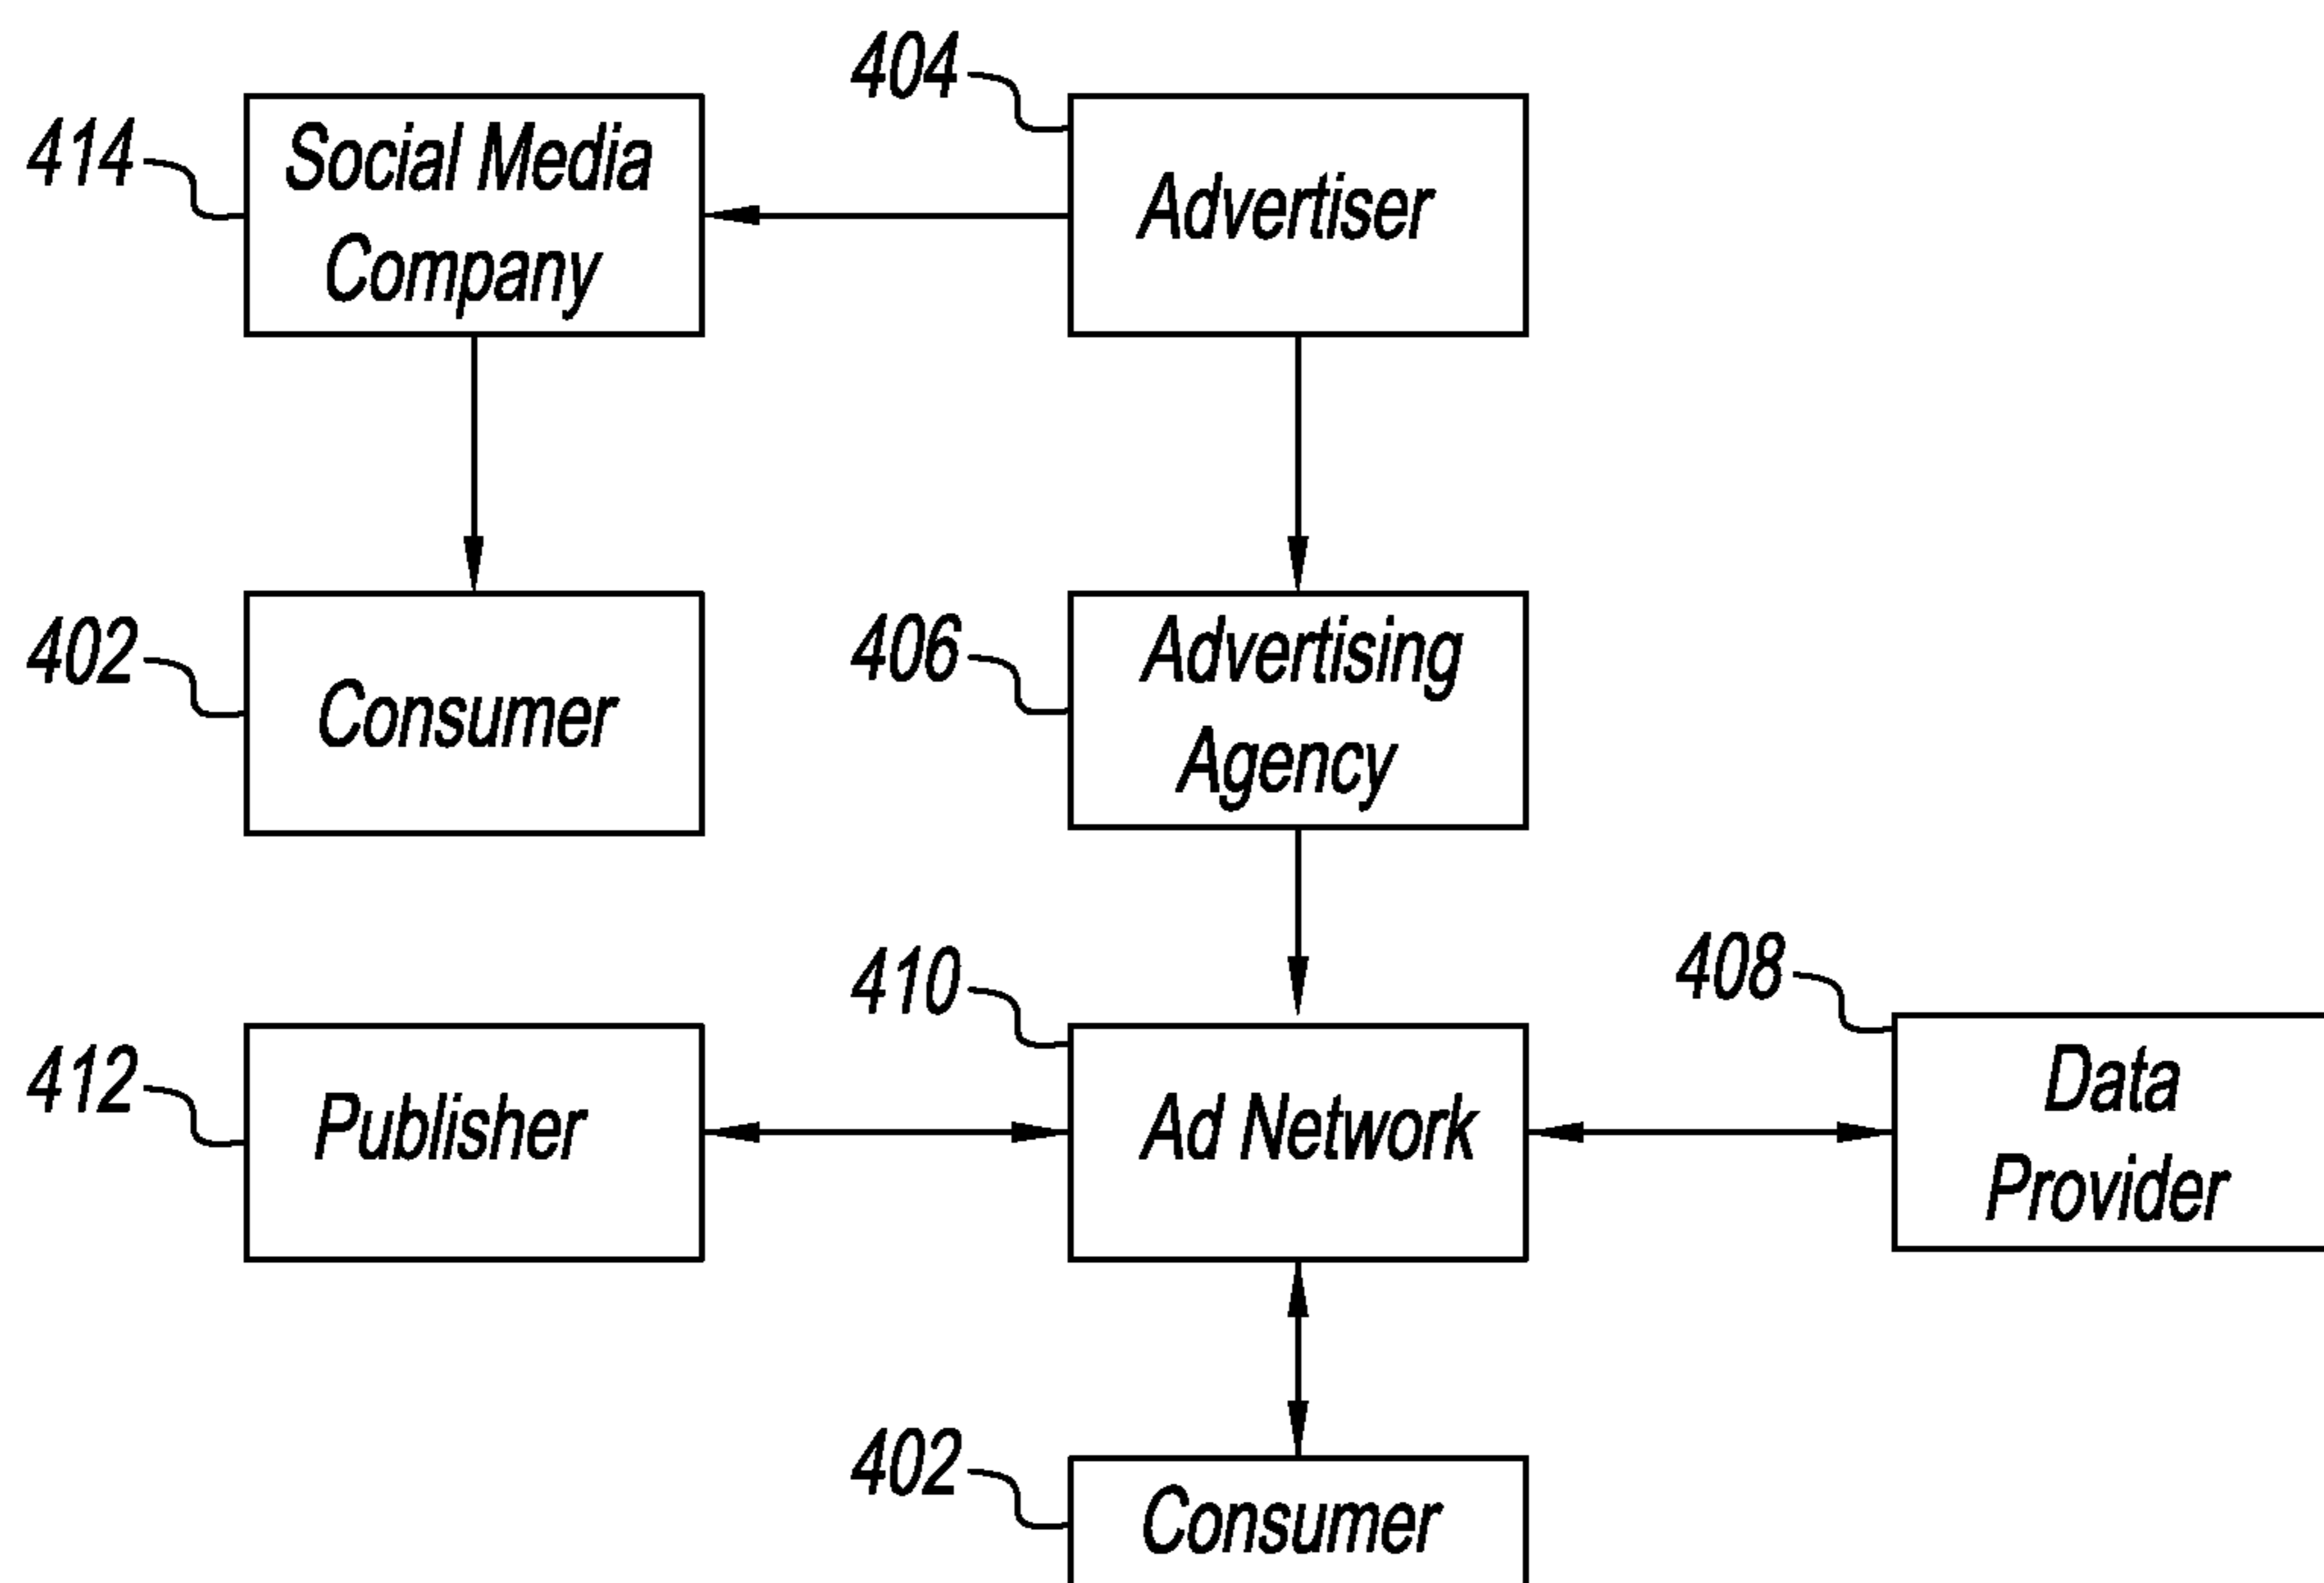 404
414
Social Media
Company
Advertiser
402
Consumer
406
Advertising
Agency
410
408
412
Publisher
Ad Network
Data
Provider
402
Consumer